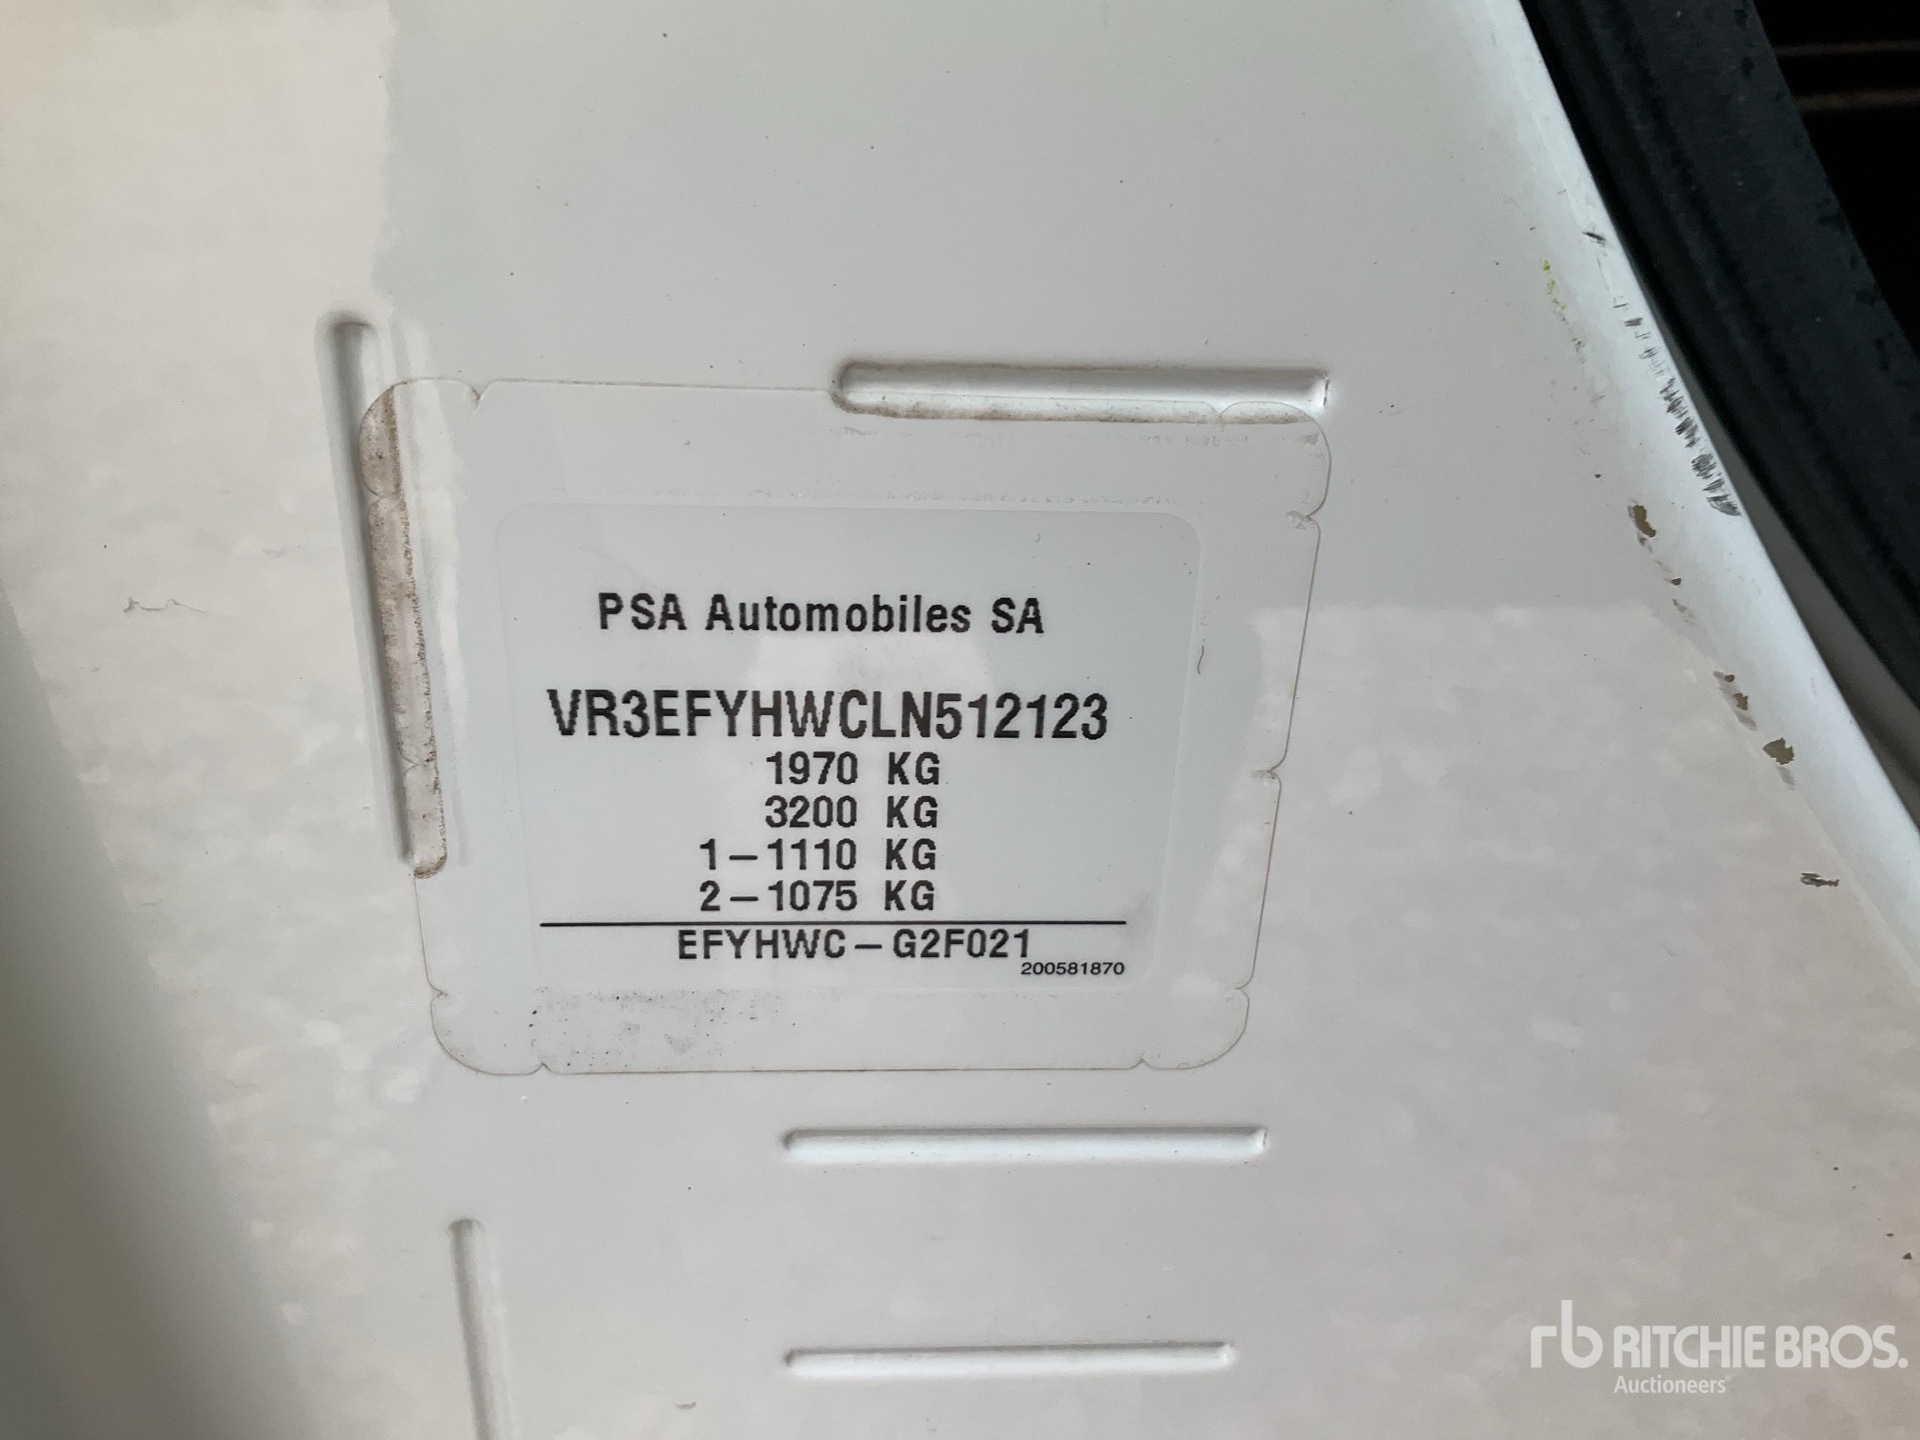 PSA Automobiles SA
VR3EFYHWCLN512123
1970 KG
3200 KG
1–1110 KG
2–1075 KG
EFYHWC–G2F021
200581870
rb RITCHIE BROS.
Auctioneers